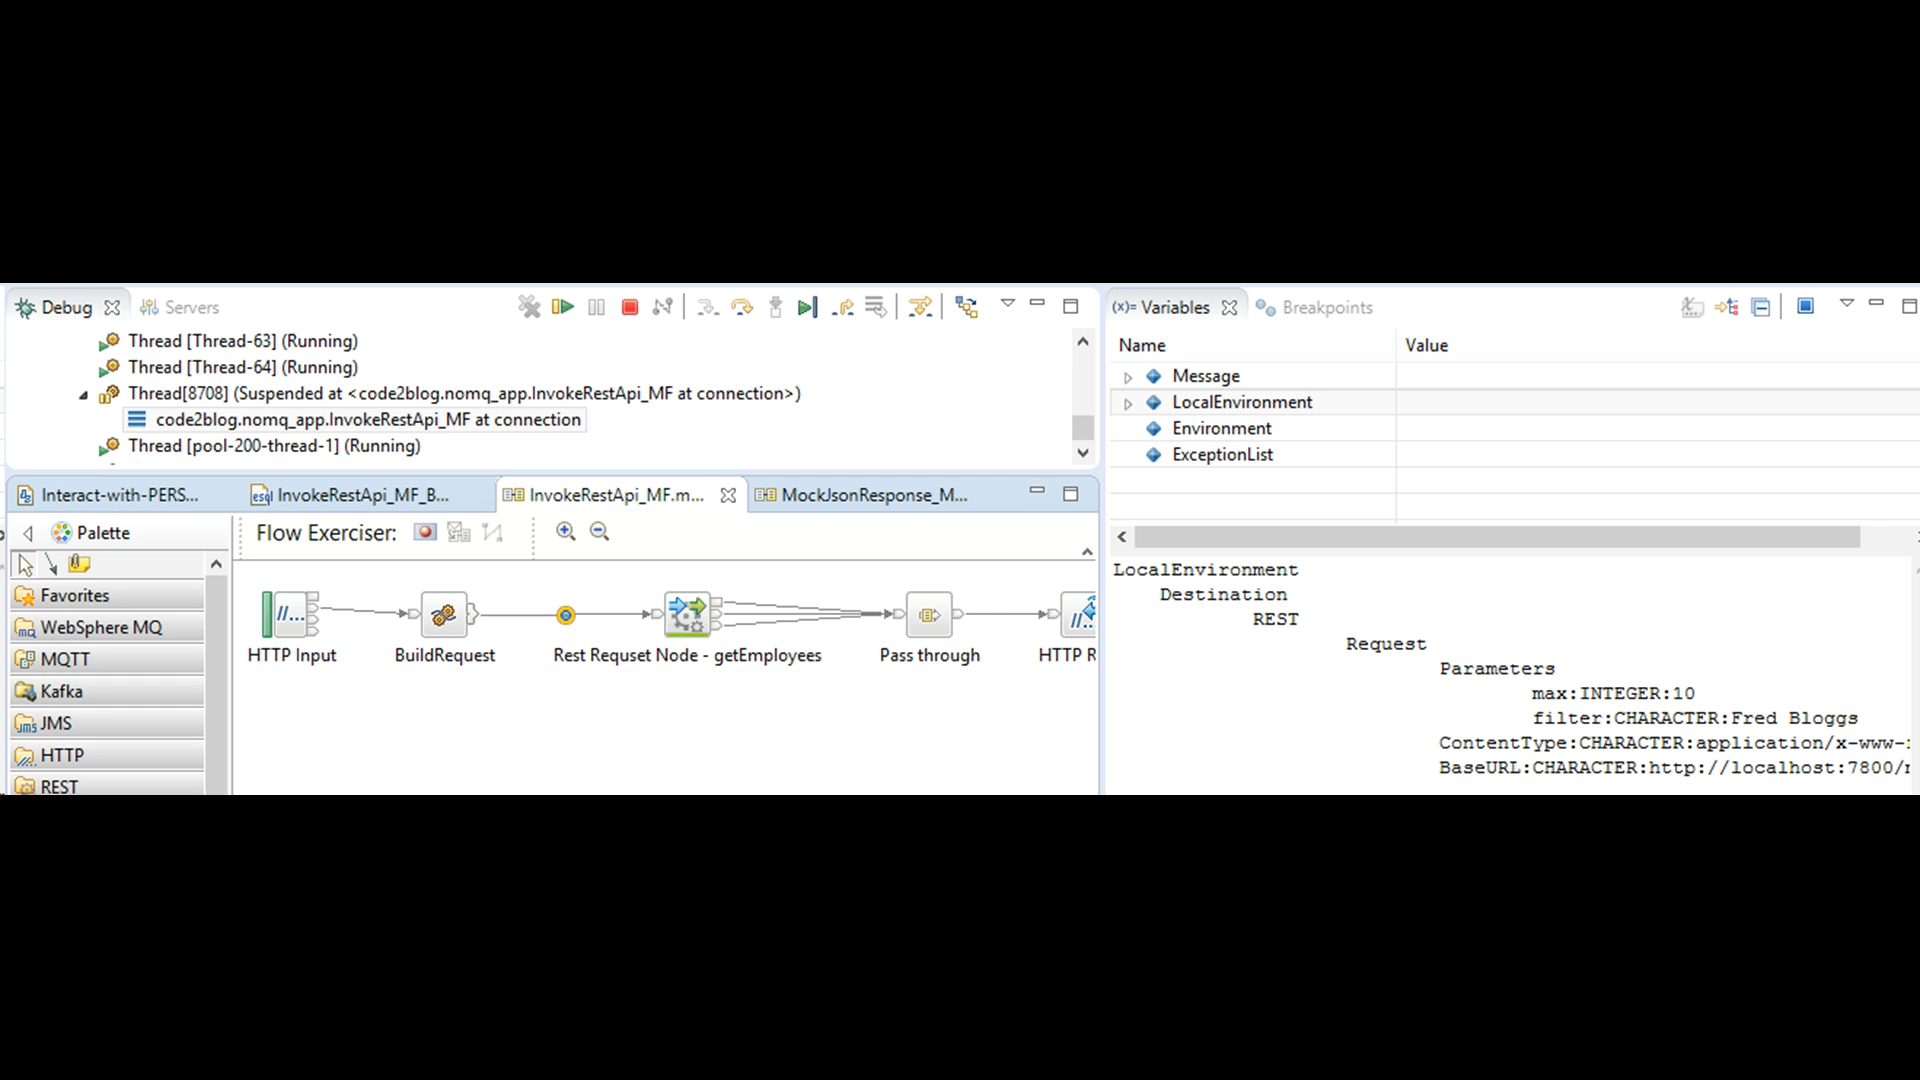 Debug
Servers
Thread [Thread-63] (Running)
Thread [Thread-64] (Running)
Thread[8708] (Suspended at <code2blog.nomq_app.InvokeRestApi_MF at connection>)
code2blog.nomq_app.InvokeRestApi_MF at connection
Thread [pool-200-thread-1] (Running)
(x)= Variables
Breakpoints
Name Value
Message
LocalEnvironment
Environment
ExceptionList
Interact-with-PERS...
esql InvokeRestApi_MF_B...
InvokeRestApi_MF.m...
MockJsonResponse_M...
Palette
Flow Exerciser:
Favorites
WebSphere MQ
MQTT
Kafka
JMS
HTTP
REST
HTTP Input
BuildRequest
Rest Requset Node - getEmployees
Pass through
HTTP R
LocalEnvironment
Destination
REST
Request
Parameters
max:INTEGER:10
filter:CHARACTER:Fred Bloggs
ContentType:CHARACTER:application/x-www-
BaseURL:CHARACTER:http://localhost:7800/